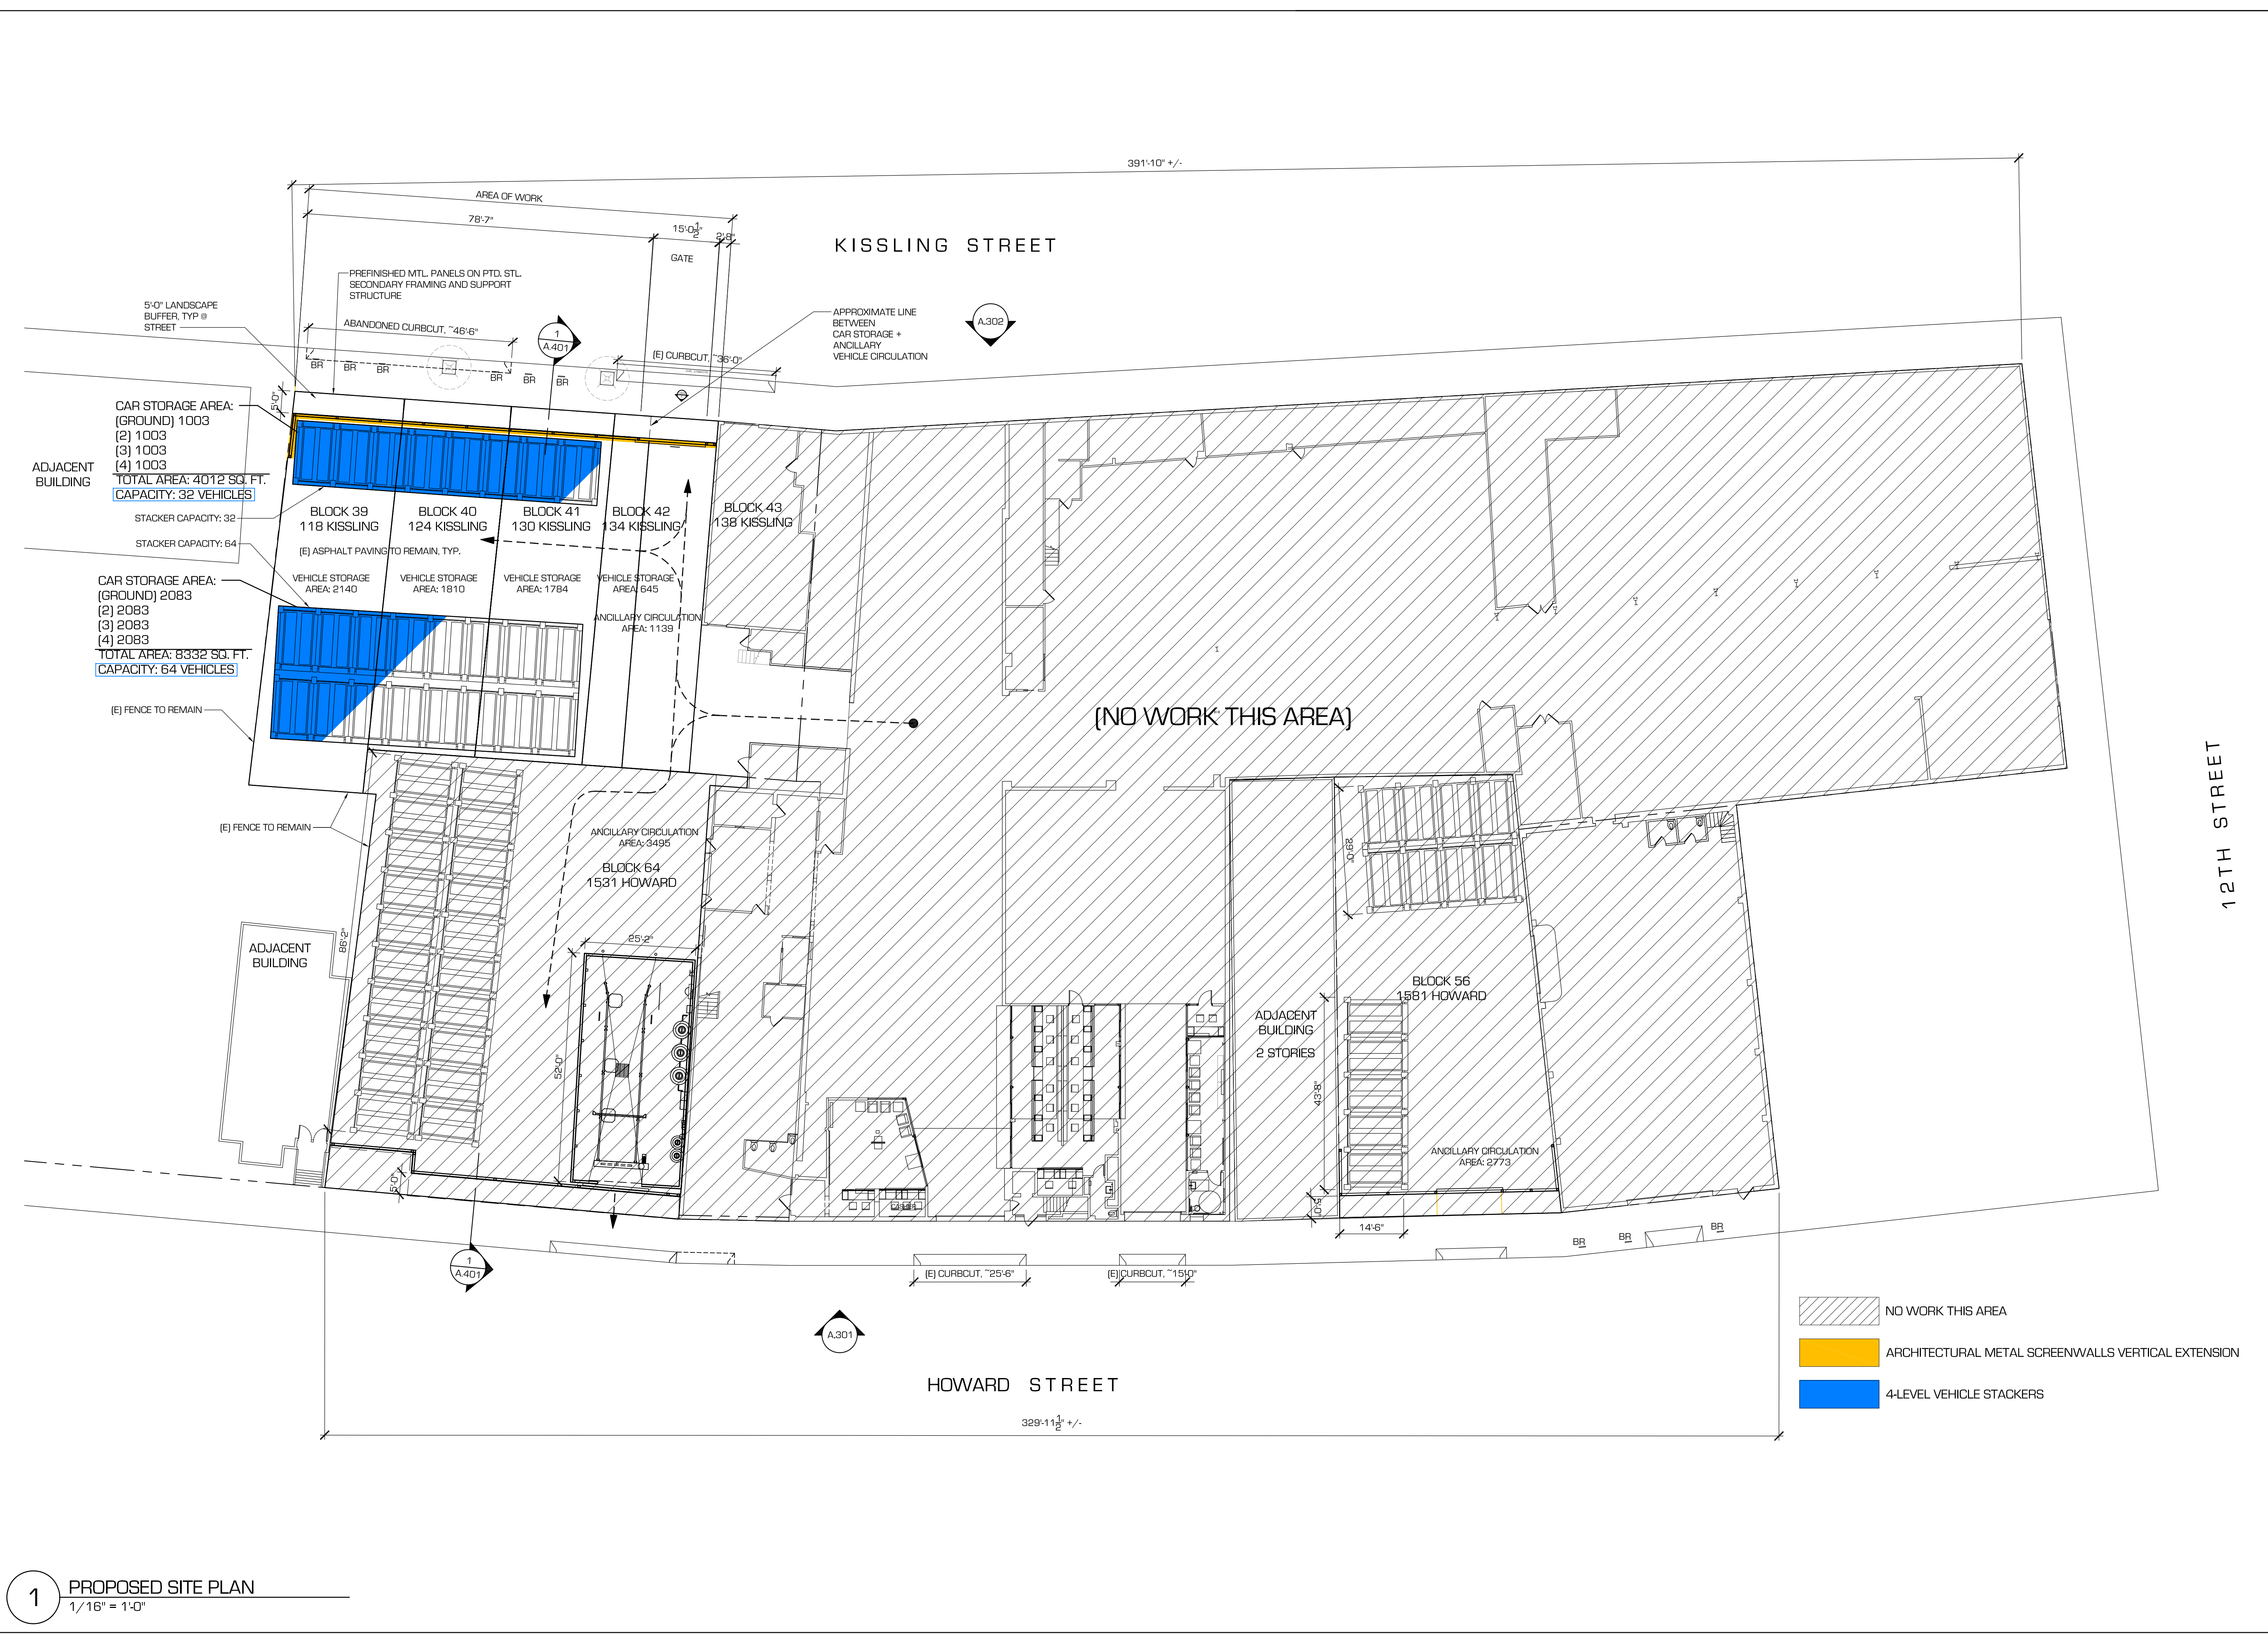 391'-10" +/-
AREA OF WORK
78'-7"
15'-0 1/2"
2'-8"
GATE
KISSLING STREET
PREFINISHED MTL. PANELS ON PTD. STL.
SECONDARY FRAMING AND SUPPORT
STRUCTURE
5'-0" LANDSCAPE
BUFFER, TYP @
STREET
ABANDONED CURBCUT, ~46'-6"
1
A.401
APPROXIMATE LINE
BETWEEN
CAR STORAGE +
ANCILLARY
VEHICLE CIRCULATION
A.302
(E) CURBCUT, ~36'-0"
BR
BR
BR
BR
BR
BR
5'-0"
CAR STORAGE AREA:
(GROUND) 1003
(2) 1003
(3) 1003
(4) 1003
TOTAL AREA: 4012 SQ. FT.
CAPACITY: 32 VEHICLES
ADJACENT
BUILDING
STACKER CAPACITY: 32
STACKER CAPACITY: 64
BLOCK 39
118 KISSLING
BLOCK 40
124 KISSLING
BLOCK 41
130 KISSLING
BLOCK 42
134 KISSLING
BLOCK 43
138 KISSLING
(E) ASPHALT PAVING TO REMAIN, TYP.
VEHICLE STORAGE
AREA: 2140
VEHICLE STORAGE
AREA: 1810
VEHICLE STORAGE
AREA: 1784
VEHICLE STORAGE
AREA: 645
ANCILLARY CIRCULATION
AREA: 1139
CAR STORAGE AREA:
(GROUND) 2083
(2) 2083
(3) 2083
(4) 2083
TOTAL AREA: 8332 SQ. FT.
CAPACITY: 64 VEHICLES
(E) FENCE TO REMAIN
(NO WORK THIS AREA)
12TH STREET
(E) FENCE TO REMAIN
ANCILLARY CIRCULATION
AREA: 3495
BLOCK 64
1531 HOWARD
29'-0"
86'-2"
25'-2"
ADJACENT
BUILDING
52'-0"
BLOCK 56
1581 HOWARD
ADJACENT
BUILDING
2 STORIES
43'-8"
ANCILLARY CIRCULATION
AREA: 2773
5'-0"
5'-0"
14'-6"
BR
BR
BR
1
A.401
(E) CURBCUT, ~25'-6"
(E) CURBCUT, ~15'-0"
A.301
HOWARD STREET
329'-11 1/2" +/-
NO WORK THIS AREA
ARCHITECTURAL METAL SCREENWALLS VERTICAL EXTENSION
4-LEVEL VEHICLE STACKERS
1
PROPOSED SITE PLAN
1/16" = 1'-0"